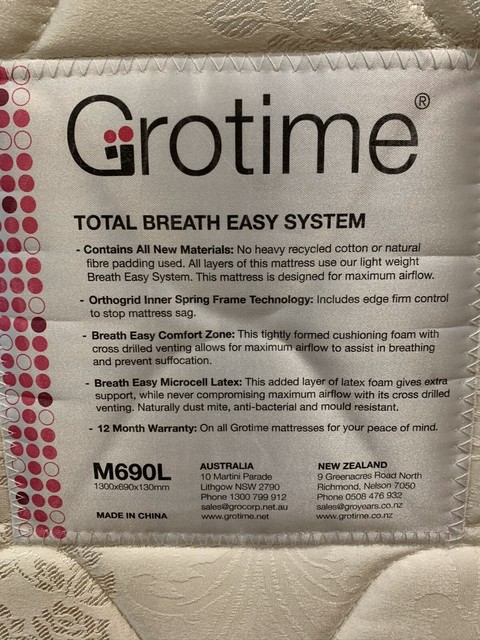 Grotime®
TOTAL BREATH EASY SYSTEM
- Contains All New Materials: No heavy recycled cotton or natural
fibre padding used. All layers of this mattress use our light weight
Breath Easy System. This mattress is designed for maximum airflow.
- Orthogrid Inner Spring Frame Technology: Includes edge firm control
to stop mattress sag.
- Breath Easy Comfort Zone: This tightly formed cushioning foam with
cross drilled venting allows for maximum airflow to assist in breathing
and prevent suffocation.
- Breath Easy Microcell Latex: This added layer of latex foam gives extra
support, while never compromising maximum airflow with its cross drilled
venting. Naturally dust mite, anti-bacterial and mould resistant.
- 12 Month Warranty: On all Grotime mattresses for your peace of mind.
M690L
1300x690x130mm
MADE IN CHINA
AUSTRALIA
10 Martini Parade
Lithgow NSW 2790
Phone 1300 799 912
sales@grocorp.net.au
www.grotime.net
NEW ZEALAND
9 Greenacres Road North
Richmond, Nelson 7050
Phone 0508 476 932
sales@groyears.co.nz
www.grotime.co.nz